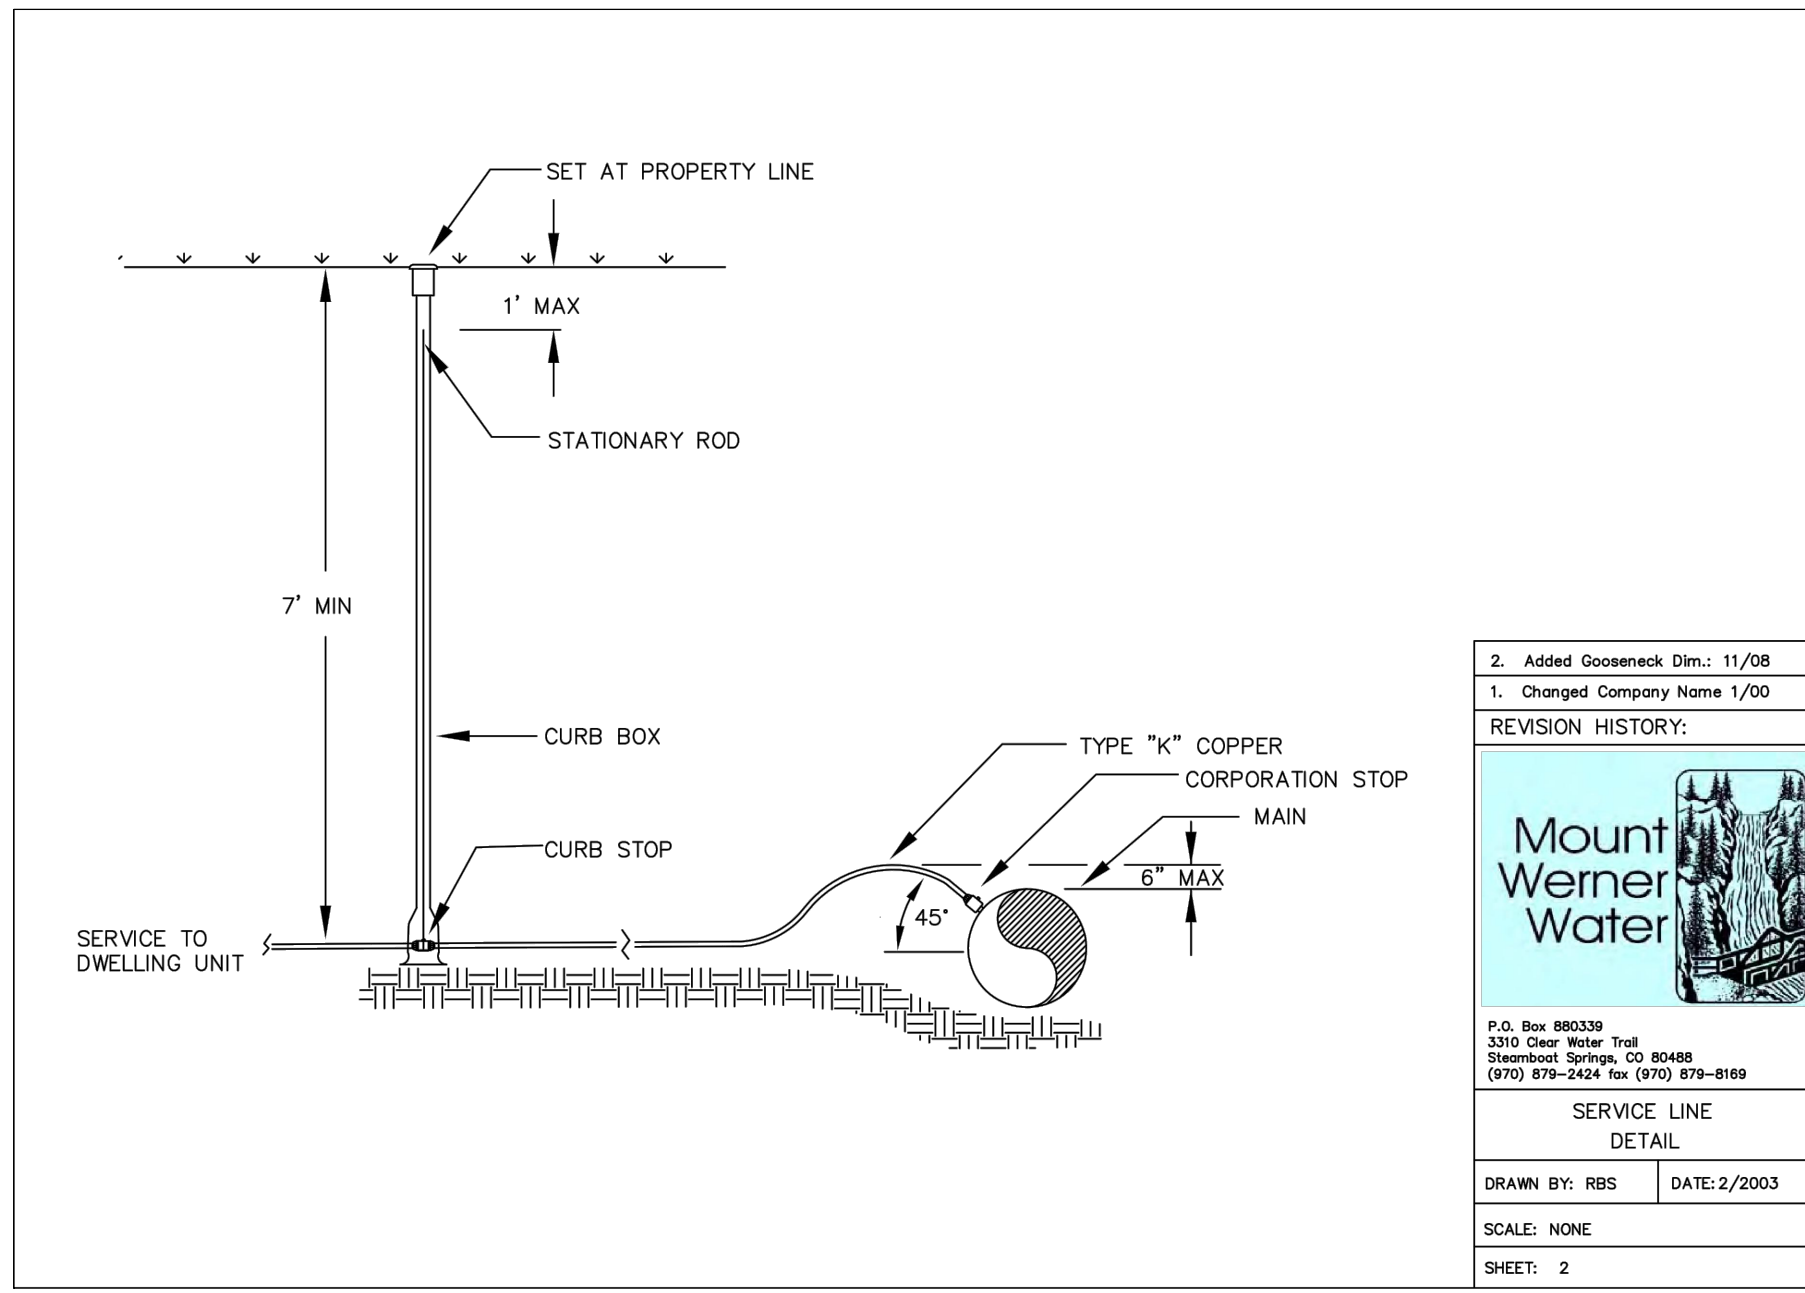 SET AT PROPERTY LINE
1' MAX
STATIONARY ROD
7' MIN
CURB BOX
TYPE "K" COPPER
CORPORATION STOP
MAIN
CURB STOP
6" MAX
45°
SERVICE TO
DWELLING UNIT
2. Added Gooseneck Dim.: 11/08
1. Changed Company Name 1/00
REVISION HISTORY:
Mount
Werner
Water
P.O. Box 880339
3310 Clear Water Trail
Steamboat Springs, CO 80488
(970) 879-2424 fax (970) 879-8169
SERVICE LINE
DETAIL
DRAWN BY: RBS
DATE: 2/2003
SCALE: NONE
SHEET: 2